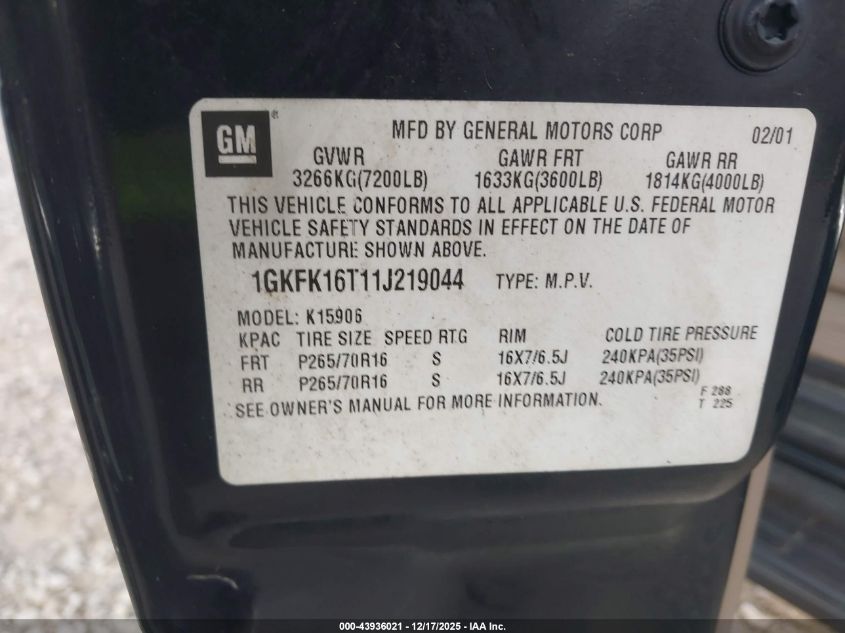 GM
®
MFD BY GENERAL MOTORS CORP 02/01
GVWR GAWR FRT GAWR RR
3266KG(7200LB) 1633KG(3600LB) 1814KG(4000LB)
THIS VEHICLE CONFORMS TO ALL APPLICABLE U.S. FEDERAL MOTOR
VEHICLE SAFETY STANDARDS IN EFFECT ON THE DATE OF
MANUFACTURE SHOWN ABOVE.
1GKFK16T11J219044 TYPE: M.P.V.
MODEL: K15906
KPAC TIRE SIZE SPEED RTG RIM COLD TIRE PRESSURE
FRT P265/70R16 S 16X7/6.5J 240KPA(35PSI)
RR P265/70R16 S 16X7/6.5J 240KPA(35PSI)
SEE OWNER'S MANUAL FOR MORE INFORMATION. F 288
T 225
000-43936021 - 12/17/2025 - IAA Inc.